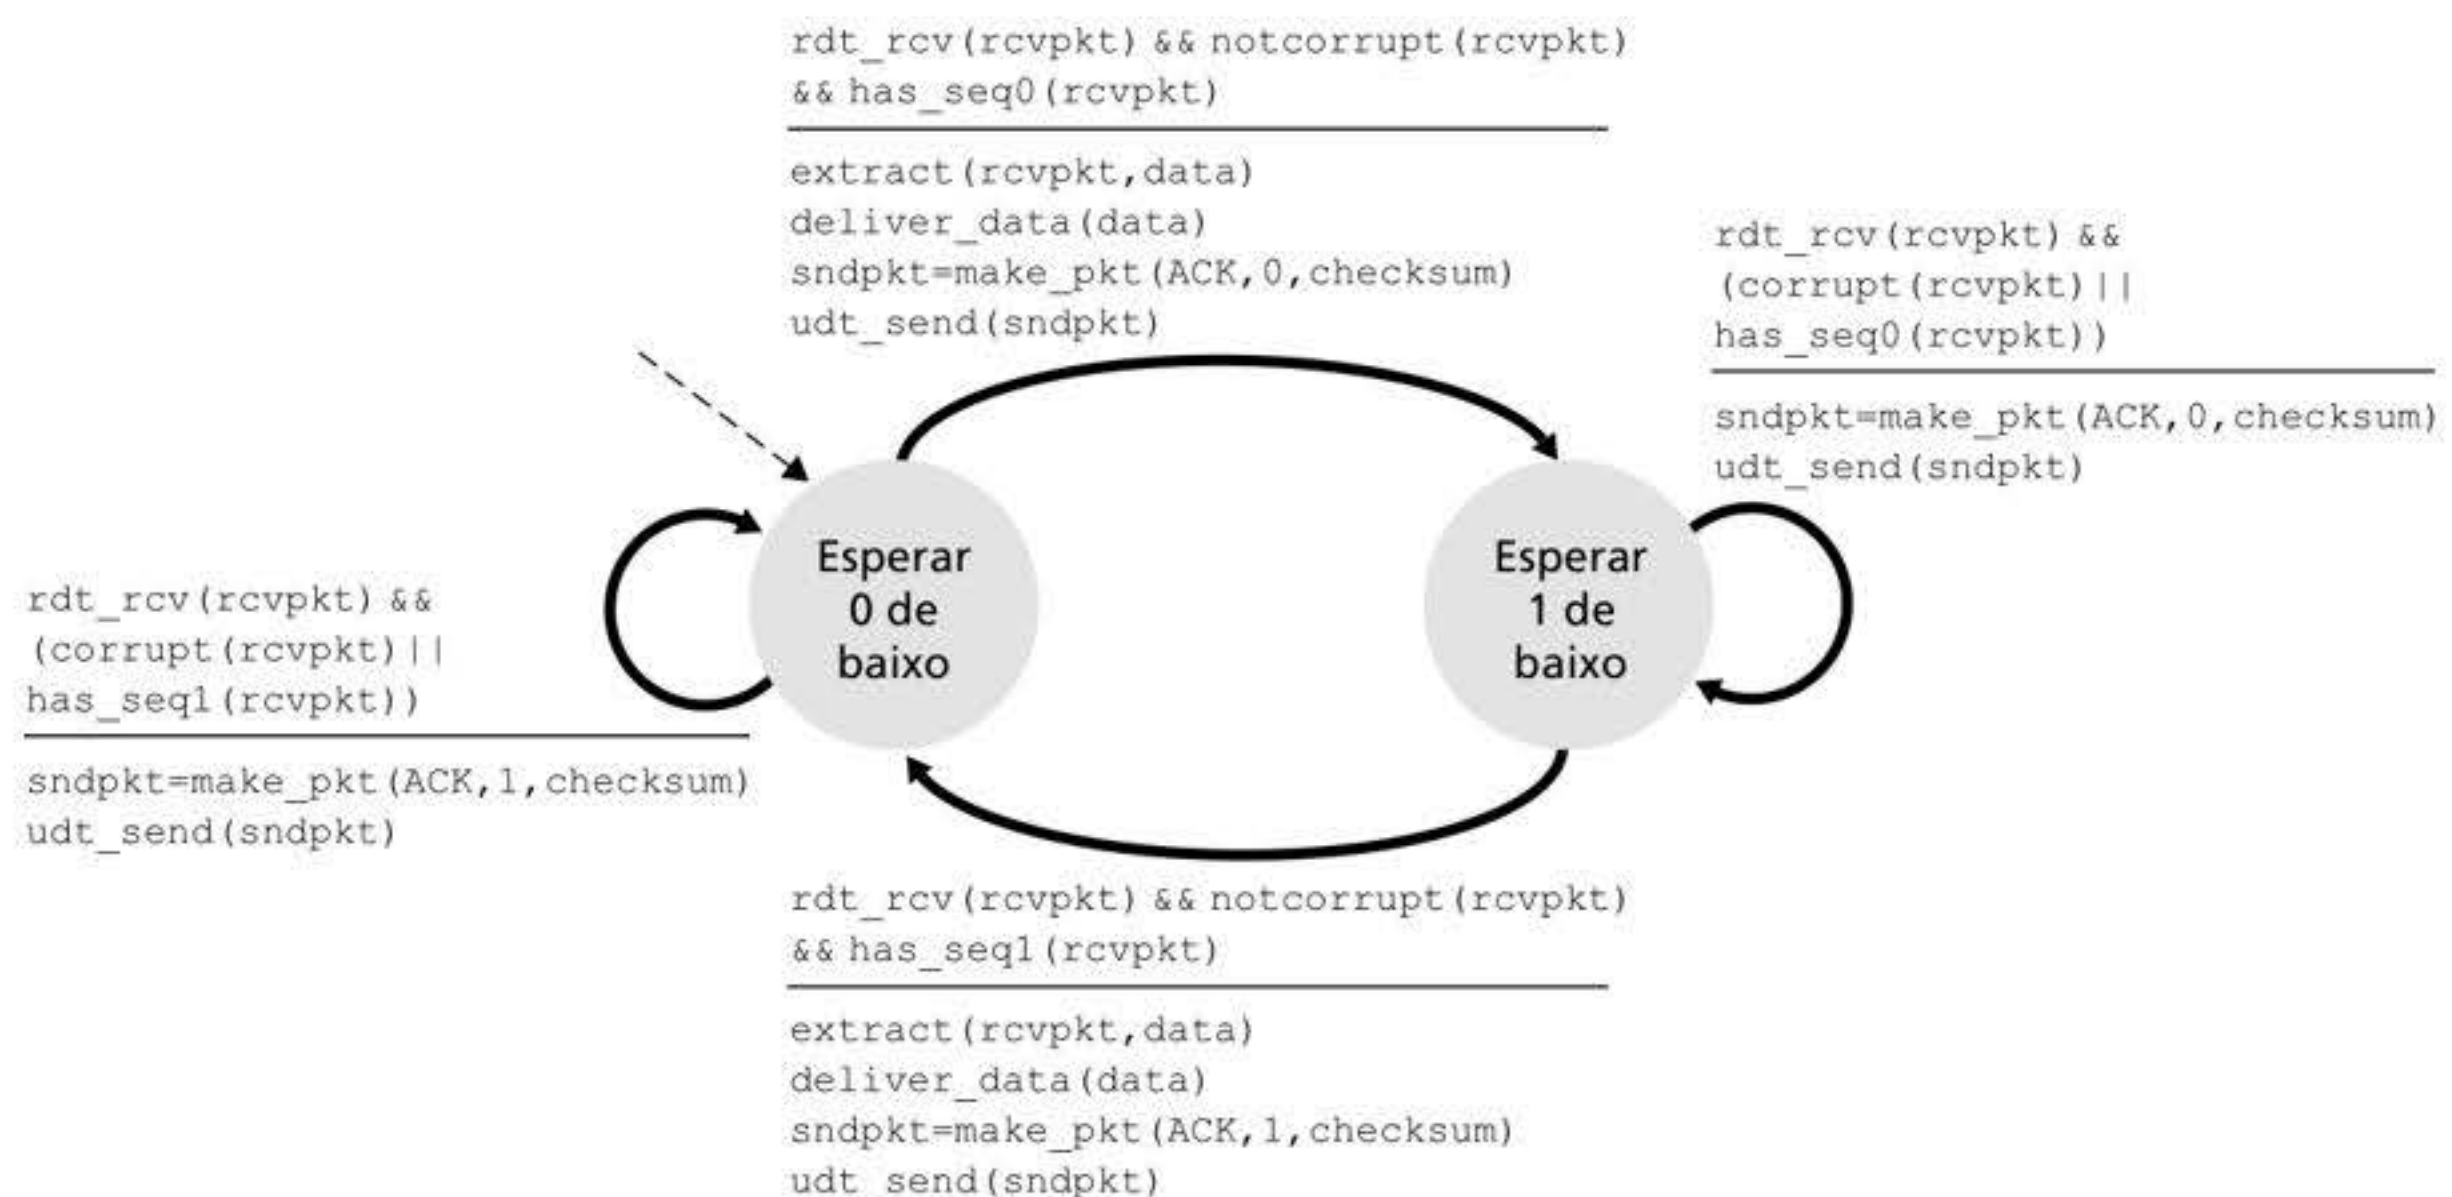 rdt_rcv(rcvpkt) && notcorrupt(rcvpkt)
&& has_seq0(rcvpkt)
extract(rcvpkt,data)
deliver_data(data)
sndpkt=make_pkt(ACK,0,checksum)
udt_send(sndpkt)
rdt_rcv(rcvpkt) &&
(corrupt(rcvpkt)||
has_seq0(rcvpkt))
sndpkt=make_pkt(ACK,0,checksum)
udt_send(sndpkt)
Esperar
0 de
baixo
Esperar
1 de
baixo
rdt_rcv(rcvpkt) &&
(corrupt(rcvpkt)||
has_seq1(rcvpkt))
sndpkt=make_pkt(ACK,1,checksum)
udt_send(sndpkt)
rdt_rcv(rcvpkt) && notcorrupt(rcvpkt)
&& has_seq1(rcvpkt)
extract(rcvpkt,data)
deliver_data(data)
sndpkt=make_pkt(ACK,1,checksum)
udt_send(sndpkt)